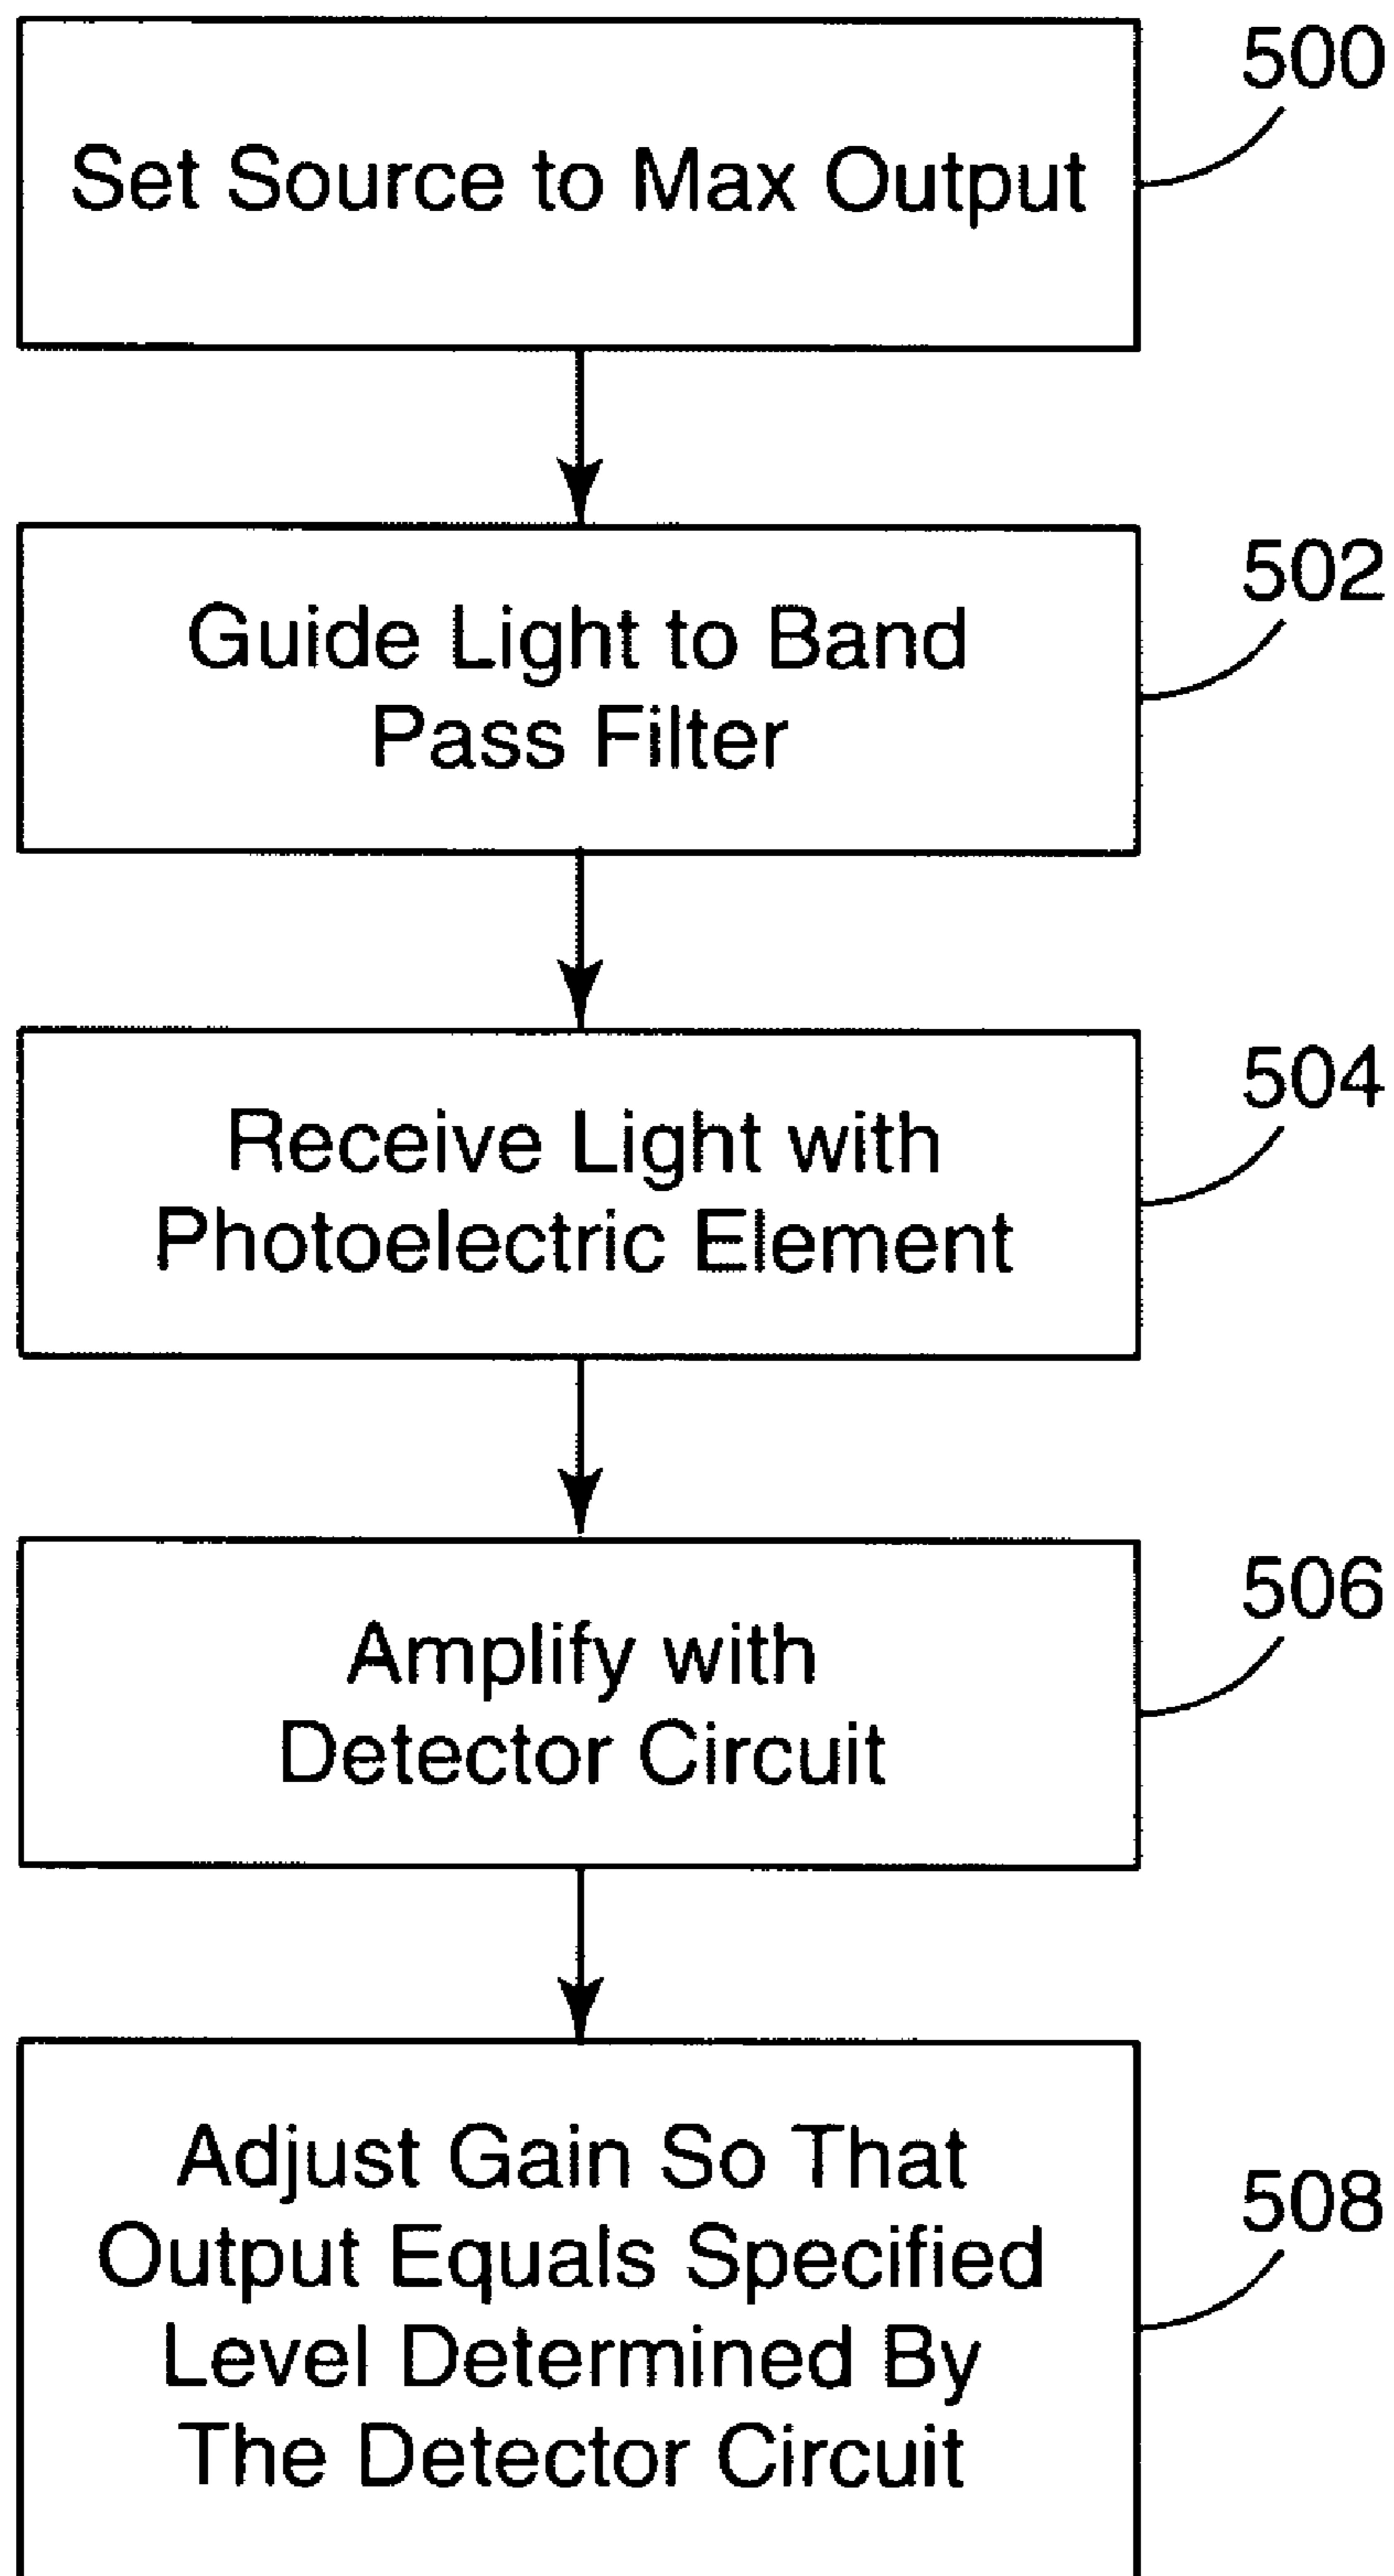 500
Set Source to Max Output
502
Guide Light to Band
Pass Filter
504
Receive Light with
Photoelectric Element
506
Amplify with
Detector Circuit
508
Adjust Gain So That
Output Equals Specified
Level Determined By
The Detector Circuit